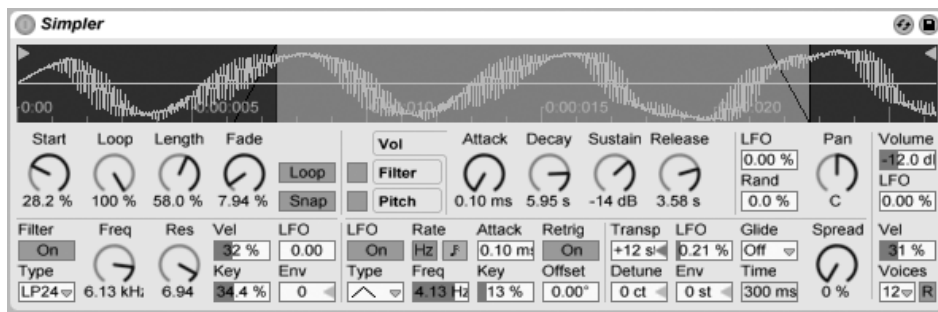 Simpler
0:00 0:00:005 0:00:010 0:00:015 0:00:020
Start Loop Length Fade Vol Attack Decay Sustain Release LFO Pan Volume
0.00 % -12.0 dB
Loop Filter Rand LFO
28.2 % 100 % 58.0 % 7.94 % Snap Pitch 0.10 ms 5.95 s -14 dB 3.58 s 0.0 % C 0.00 %
Filter Freq Res Vel LFO LFO Rate Attack Retrig Transp LFO Glide Spread Vel
On 32 % 0.00 On Hz 0.10 ms On +12 st 0.21 % Off 31 %
Type Key Env Type Freq Key Offset Detune Env Time Voices
LP24 6.13 kHz 6.94 34.4 % 0 4.13 Hz 13 % 0.00° 0 ct 0 st 300 ms 0 % 12 R